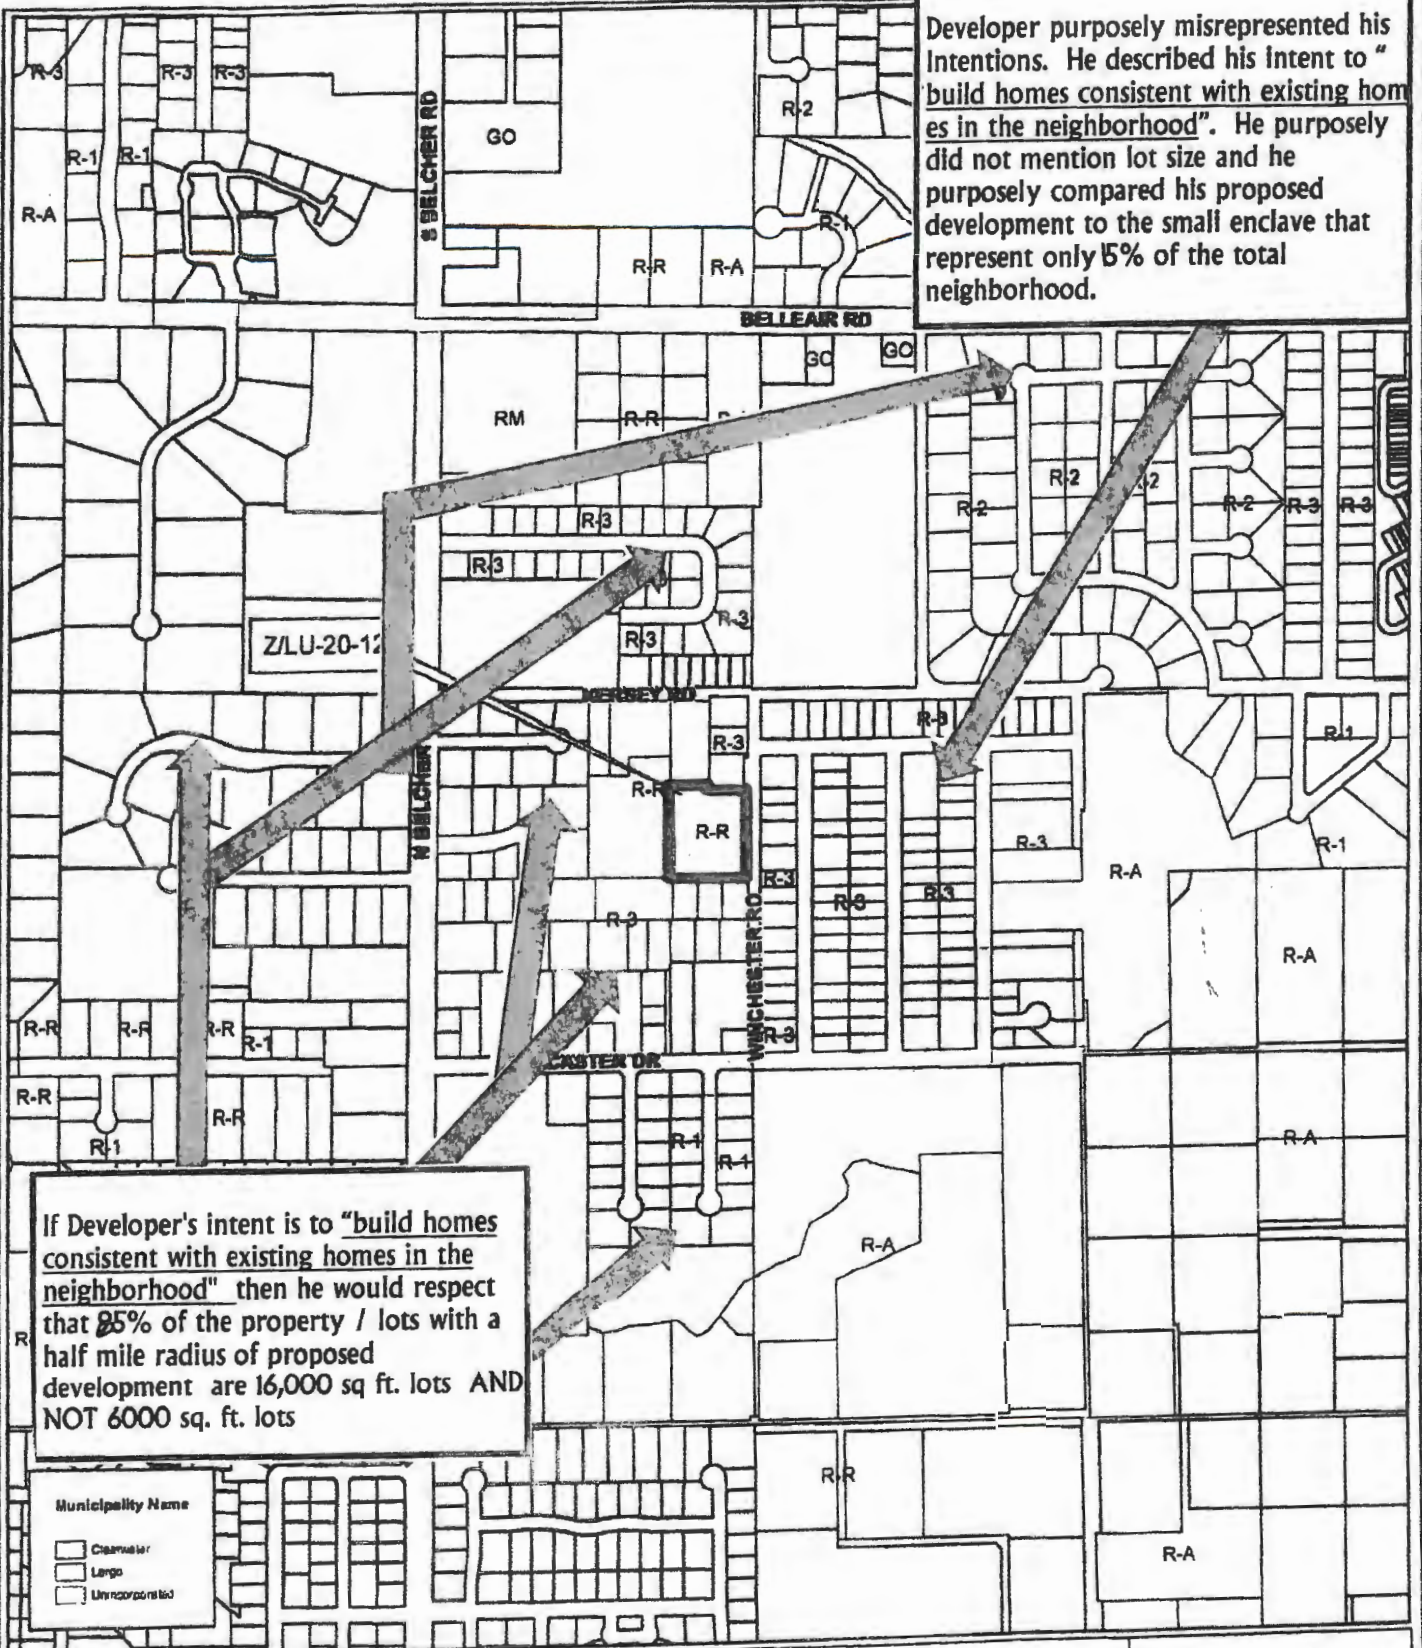 Developer purposely misrepresented his
Intentions. He described his intent to “
build homes consistent with existing hom
es in the neighborhood”. He purposely
did not mention lot size and he
purposely compared his proposed
development to the small enclave that
represent only 15% of the total
neighborhood.
R-3 R-3 R-3
R-1 R-1
R-A
S BELCHER RD
GO
R-2
R-1
R-R R-A
BELLEAIR RD
GO GO
RM R-R
R-2 R-2 R-2 R-3 R-3
R-3
R-3
R-3
R-3
Z/LU-20-12
KERSEY RD
R-3
R-3
R-1
N BELCHER
R-R
R-R
R-3
R-1
R-3
R-3
R-3
R-A
R-3
R-A
WINCHESTER RD
R-R R-R R-R R-1
R-3
CASTER DR
R-R
R-R
R-1
R-1
R-1
R-A
R-A
If Developer's intent is to “build homes
consistent with existing homes in the
neighborhood" then he would respect
that 85% of the property / lots with a
half mile radius of proposed
development are 16,000 sq ft. lots AND
NOT 6000 sq. ft. lots
R-R
R-A
Municipality Name
Clearwater
Largo
Unincorporated